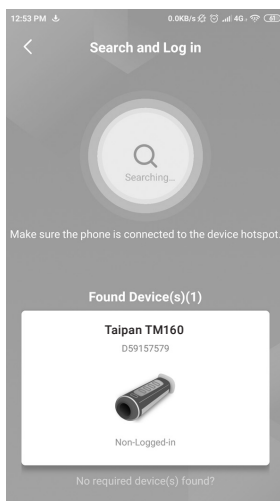 12:53 PM
0.0KB/s 4G 61
Search and Log in
Searching...
Make sure the phone is connected to the device hotspot.
Found Device(s)(1)
Taipan TM160
D59157579
Non-Logged-in
No required device(s) found?